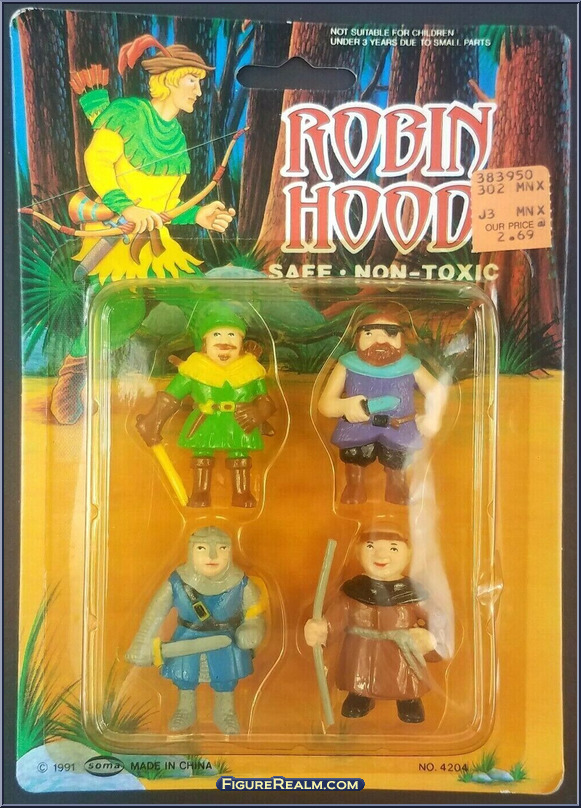 NOT SUITABLE FOR CHILDREN
UNDER 3 YEARS DUE TO SMALL PARTS
ROBIN
HOOD
383950
302 MNX
J3 MNX
OUR PRICE
2.69
SAFE • NON-TOXIC
© 1991 soma MADE IN CHINA
NO. 4204
FIGUREREALM.COM